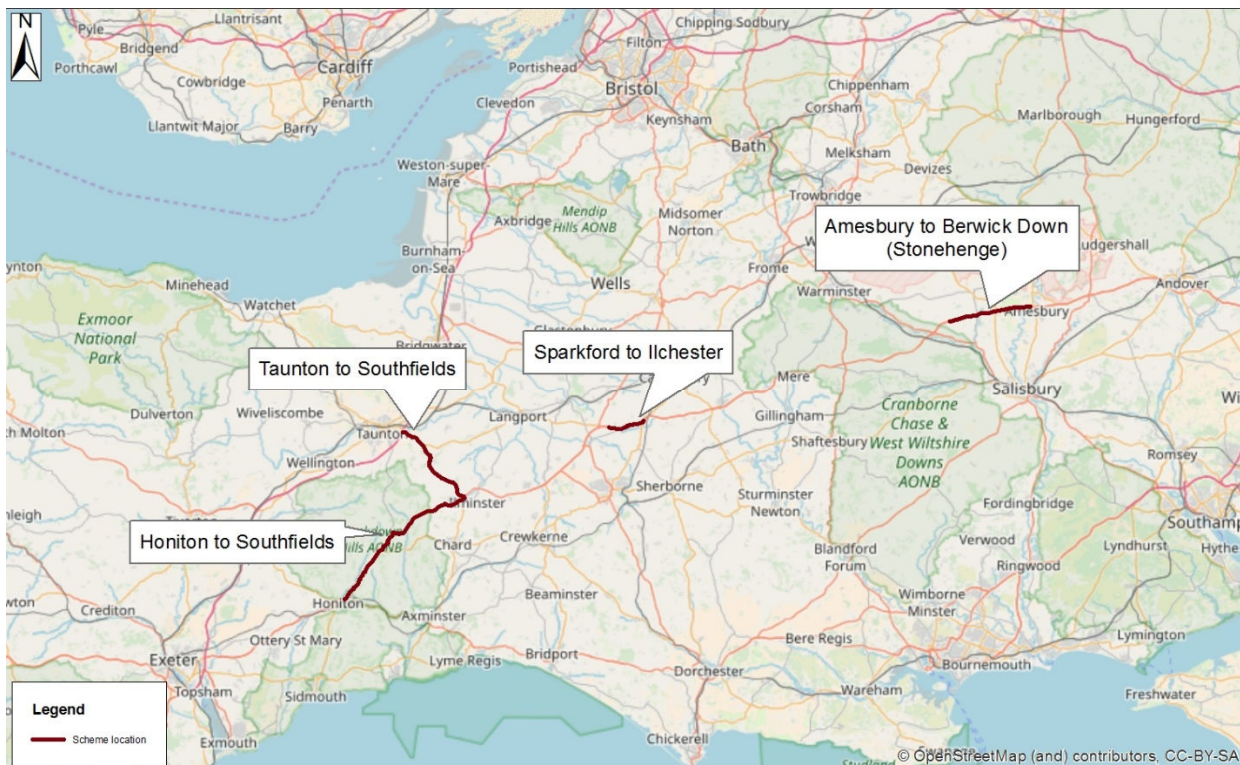 N
Pyle
Llantrisant
Caerphilly
Chipping Sodbury
Bridgend
Filton
Porthcawl
Cardiff
Portishead
Cowbridge
Bristol
Chippenham
Penarth
Clevedon
Corsham
Marlborough
Hungerford
Llantwit Major
Barry
Keynsham
Bath
Melksham
Devizes
Weston-super-
Mare
Trowbridge
Axbridge
Mendip
Hills AONB
Midsomer
Norton
Amesbury to Berwick Down
(Stonehenge)
Burnham-
on-Sea
Frome
Minehead
Wells
Warminster
Andover
Watchet
Amesbury
Exmoor
National
Park
Glastonbury
Bridgwater
Sparkford to Ilchester
Taunton to Southfields
Mere
Salisbury
Dulverton
Wiveliscombe
Langport
Gillingham
Cranborne
Chase &
West Wiltshire
Downs
AONB
Taunton
Shaftesbury
Wellington
Romsey
Sherborne
Sturminster
Newton
Fordingbridge
Honiton to Southfields
Hills AONB
Chard
Crewkerne
Verwood
Lyndhurst
Blandford
Forum
Ringwood
Honiton
Beaminster
Wimborne
Minster
Crediton
Axminster
Ottery St Mary
Bere Regis
Lymington
Exeter
Lyme Regis
Bridport
Dorchester
Bournemouth
Topsham
Sidmouth
Wareham
Freshwater
Legend
Scheme location
Exmouth
Chickerell
Swanage
© OpenStreetMap (and) contributors, CC-BY-SA